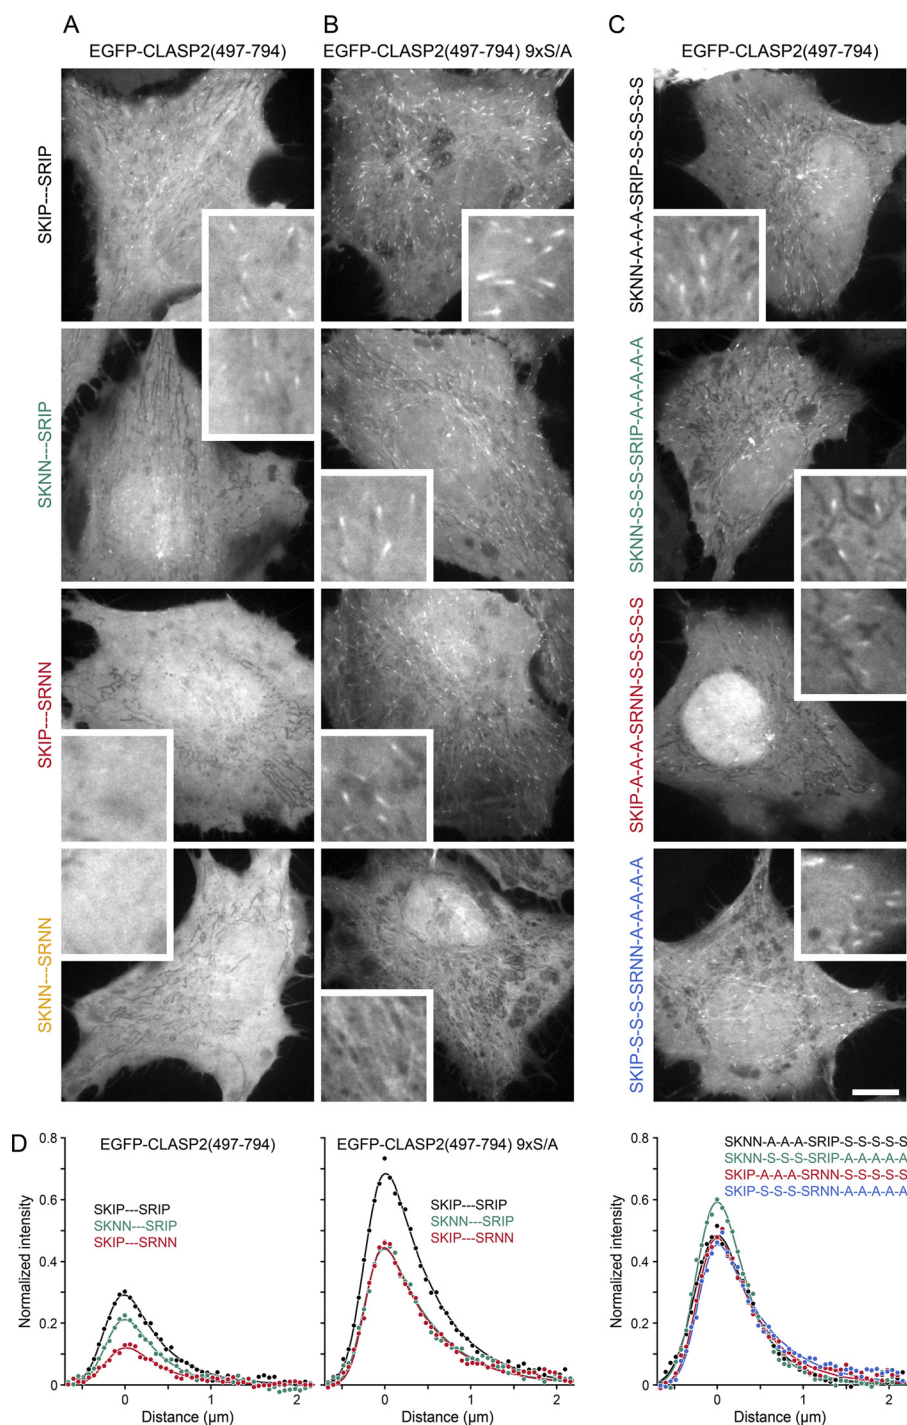 A
B
C
EGFP-CLASP2(497-794)
EGFP-CLASP2(497-794) 9xS/A
EGFP-CLASP2(497-794)
SKIP---SRIP
SKNN-A-A-A-SRIP-S-S-S-S-S
SKNN---SRIP
SKNN-S-S-S-SRIP-A-A-A-A-A
SKIP---SRNN
SKIP-A-A-A-SRNN-S-S-S-S-S
SKNN---SRNN
SKIP-S-S-S-SRNN-A-A-A-A-A
D
EGFP-CLASP2(497-794)
EGFP-CLASP2(497-794) 9xS/A
SKNN-A-A-A-SRIP-S-S-S-S-S
SKNN-S-S-S-SRIP-A-A-A-A-A
SKIP-A-A-A-SRNN-S-S-S-S-S
SKIP-S-S-S-SRNN-A-A-A-A-A
SKIP---SRIP
SKNN---SRIP
SKIP---SRNN
SKIP---SRIP
SKNN---SRIP
SKIP---SRNN
Normalized intensity
0.8
0.6
0.4
0.2
0
0 1 2
Distance (µm)
0 1 2
Distance (µm)
Normalized intensity
0.8
0.6
0.4
0.2
0
0 1 2
Distance (µm)